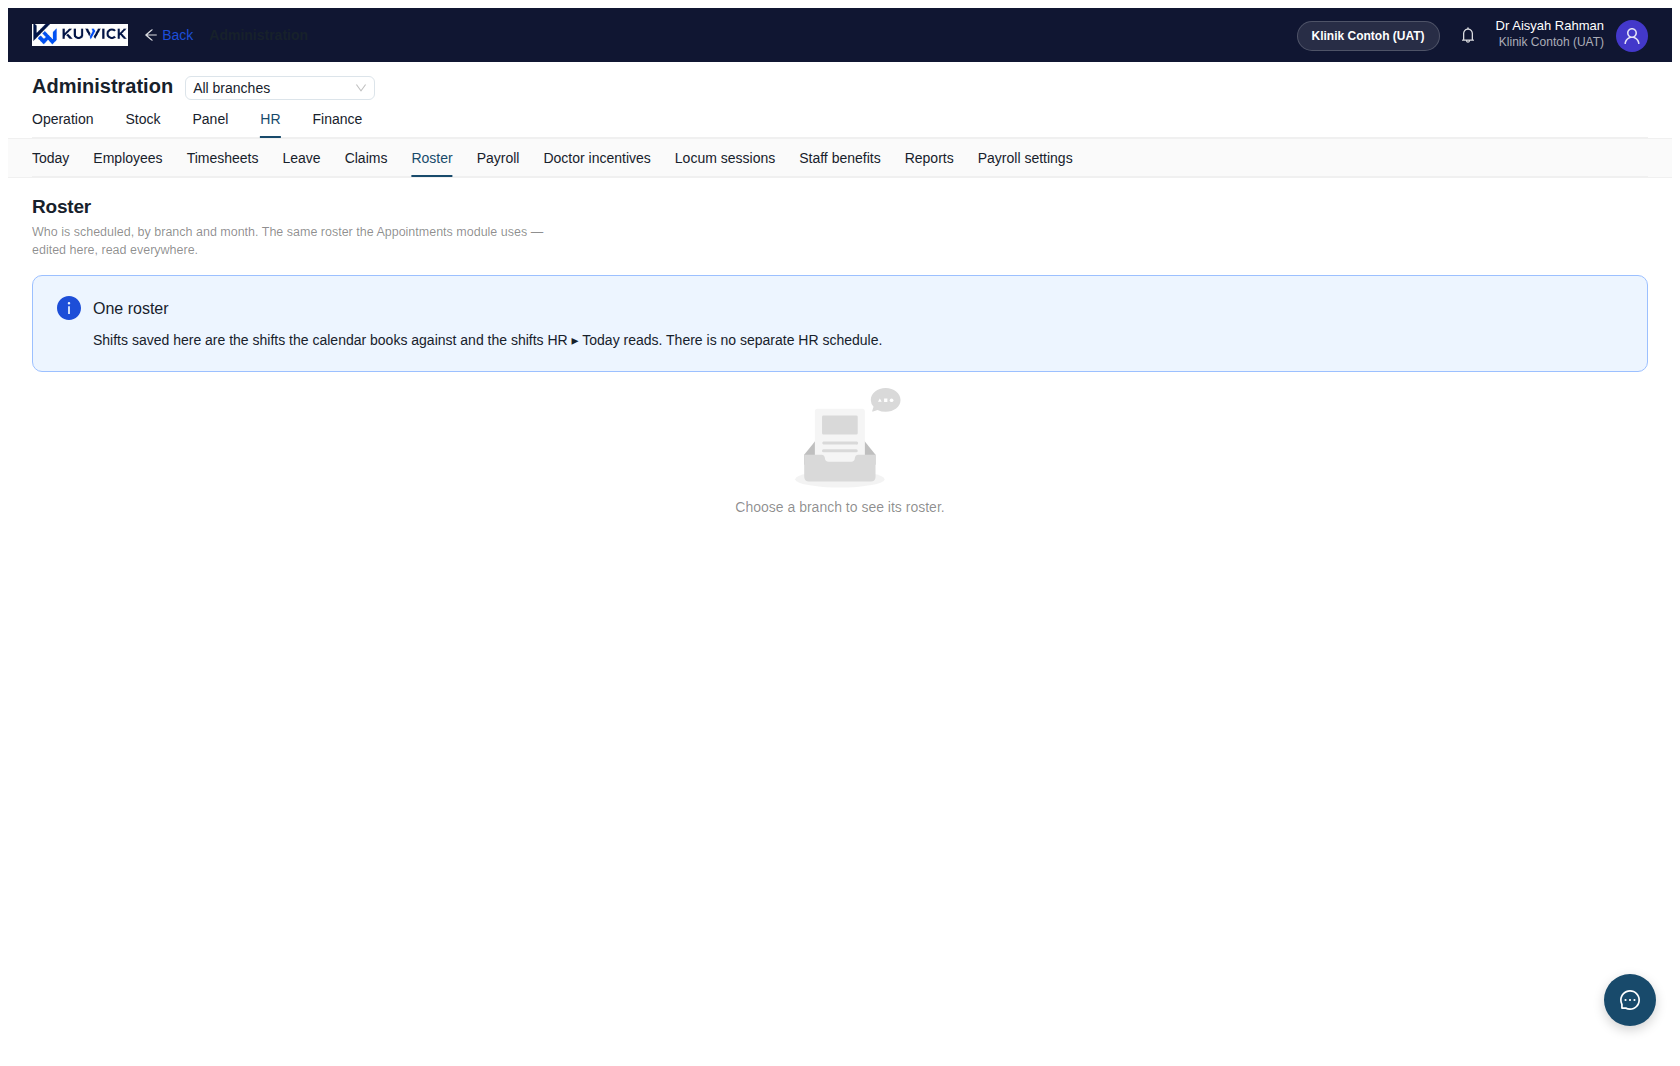 KUWICK
Back Administration
Klinik Contoh (UAT)
Dr Aisyah Rahman
Klinik Contoh (UAT)
Administration All branches
Operation Stock Panel HR Finance
Today Employees Timesheets Leave Claims Roster Payroll Doctor incentives Locum sessions Staff benefits Reports Payroll settings
Roster
Who is scheduled, by branch and month. The same roster the Appointments module uses —
edited here, read everywhere.
One roster
Shifts saved here are the shifts the calendar books against and the shifts HR ▸ Today reads. There is no separate HR schedule.
Choose a branch to see its roster.